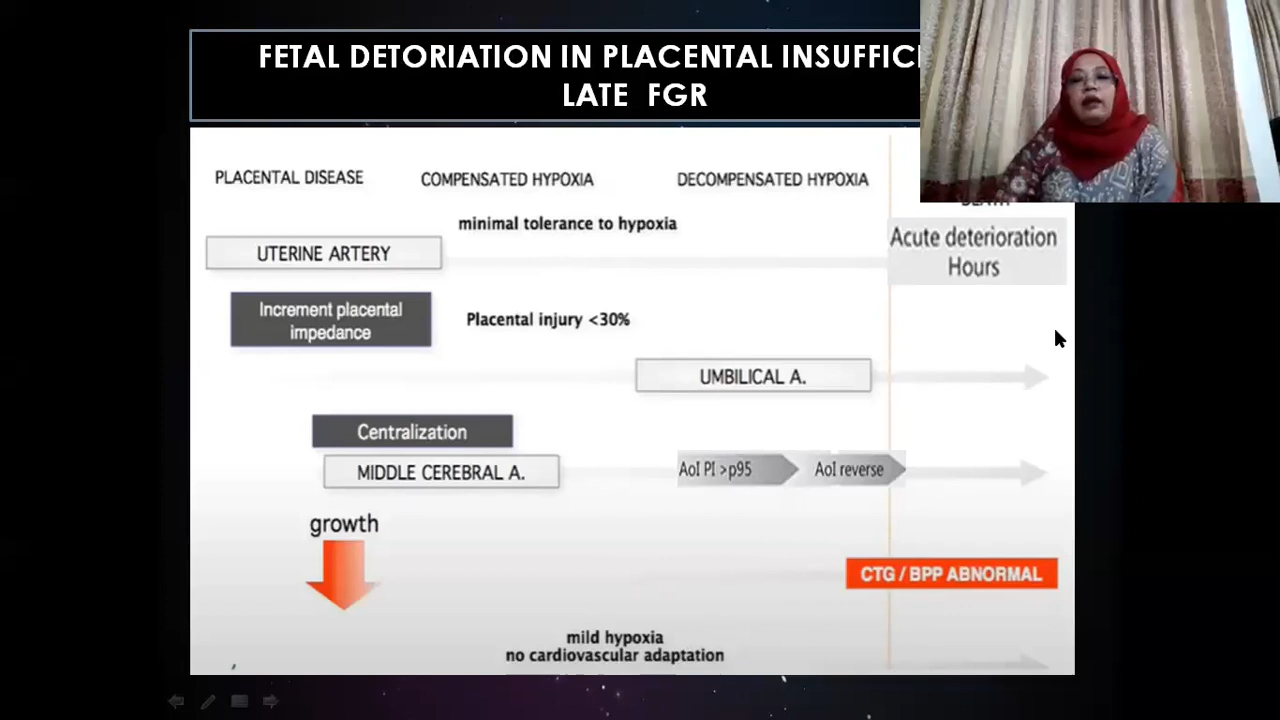 FETAL DETORIATION IN PLACENTAL
LATE FGR
PLACENTAL DISEASE
COMPENSATED HYPOXIA
DECOMPENSATED HYPOXIA
minimal tolerance to hypoxia
UTERINE ARTERY
Acute deterioration
Hours
Increment placental
impedance
Placental injury <30%
UMBILICAL A.
Centralization
MIDDLE CEREBRAL A.
AoI PI >p95
AoI reverse
growth
CTG / BPP ABNORMAL
mild hypoxia
no cardiovascular adaptation